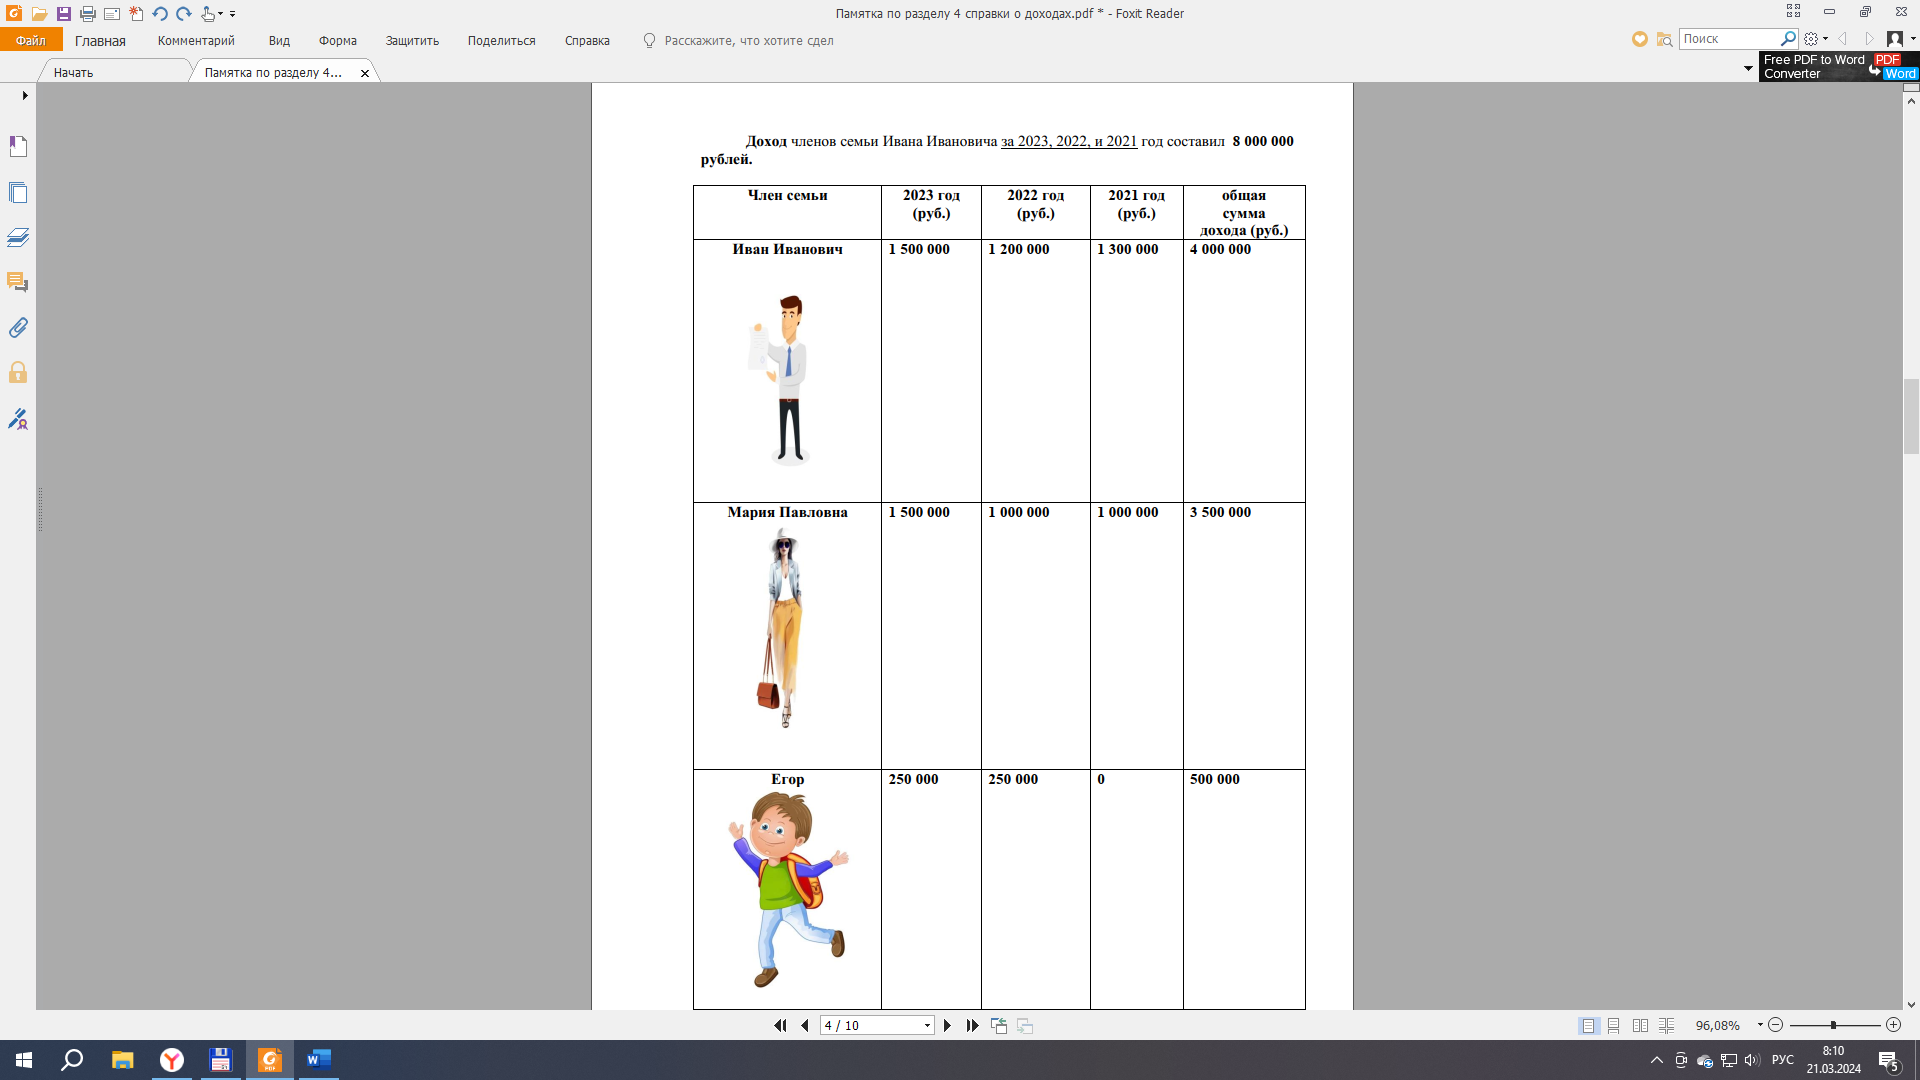 Памятка по разделу 4 справки о доходах.pdf * - Foxit Reader
Файл Главная Комментарий Вид Форма Защитить Поделиться Справка Расскажите, что хотите сдел Поиск
Начать Памятка по разделу 4...
Free PDF to Word PDF
Converter Word
Доход членов семьи Ивана Ивановича за 2023, 2022, и 2021 год составил 8 000 000
рублей.
Член семьи 2023 год 2022 год 2021 год общая
(руб.) (руб.) (руб.) сумма
дохода (руб.)
Иван Иванович 1 500 000 1 200 000 1 300 000 4 000 000
Мария Павловна 1 500 000 1 000 000 1 000 000 3 500 000
Егор 250 000 250 000 0 500 000
4 / 10 96,08%
РУС 8:10
21.03.2024 5